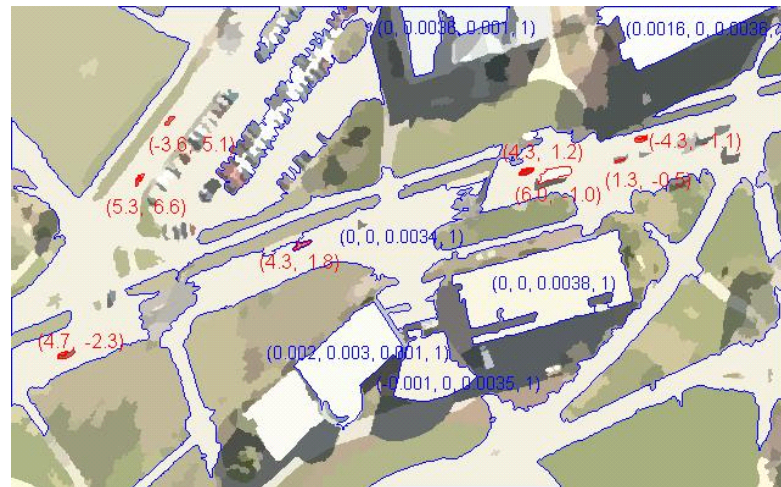 (0, 0.0036, 0.001, 1)
(0.0016, 0, 0.0036,
(-3.6, 5.1)
(4.3, 1.2)
(-4.3, -1.1)
(5.3, 6.6)
(6.0, -1.0)
(1.3, -0.5)
(0, 0, 0.0034, 1)
(4.3, 1.8)
(0, 0, 0.0038, 1)
(4.7, -2.3)
(0.002, 0.003, 0.001, 1)
(-0.001, 0, 0.0035, 1)